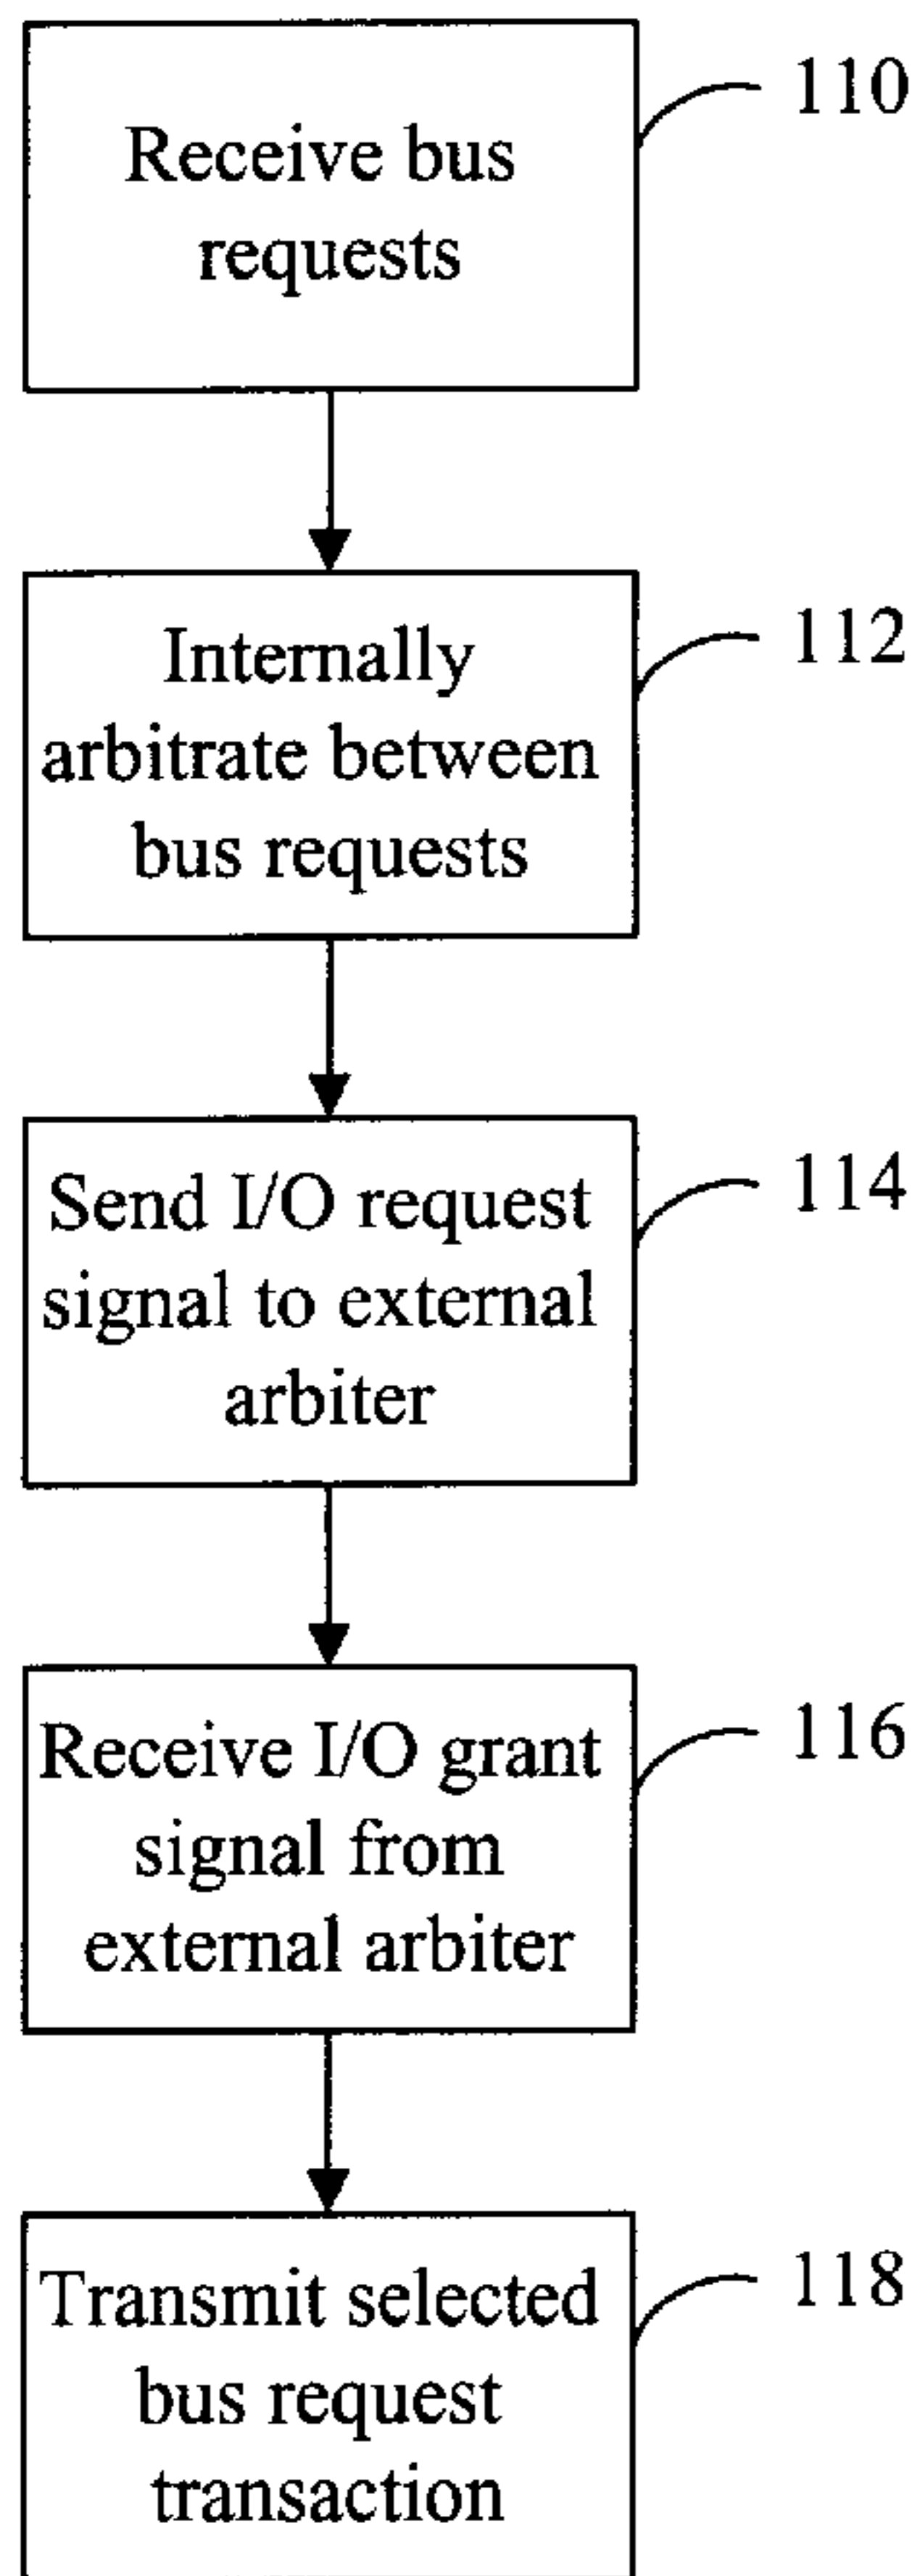 Receive bus
requests
110
Internally
arbitrate between
bus requests
112
Send I/O request
signal to external
arbiter
114
Receive I/O grant
signal from
external arbiter
116
Transmit selected
bus request
transaction
118